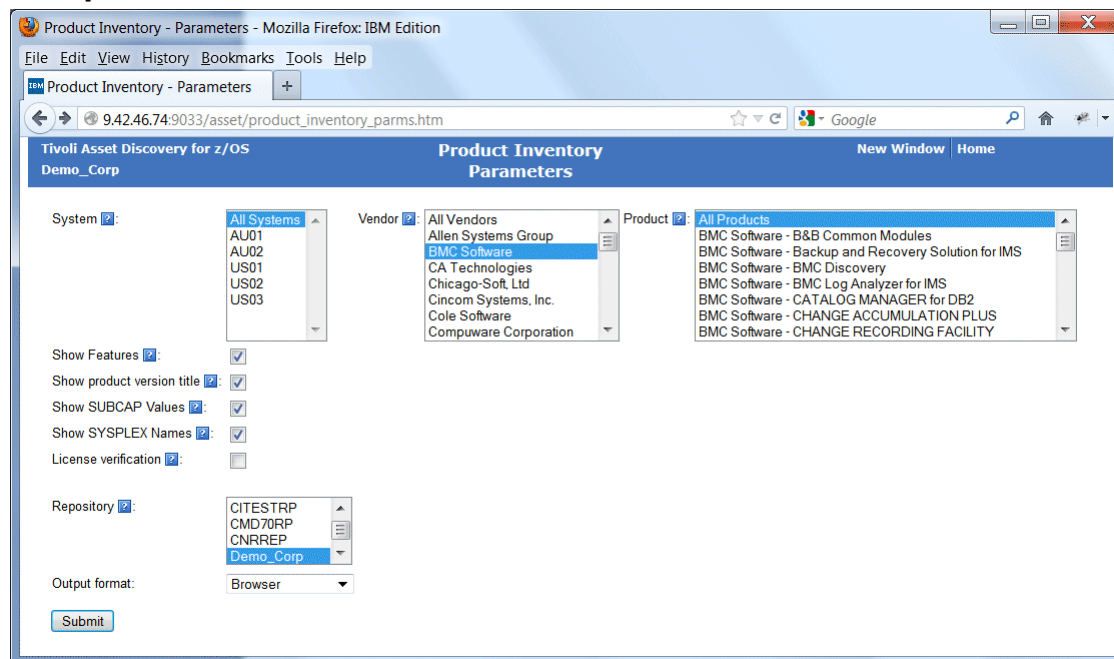 Product Inventory - Parameters - Mozilla Firefox: IBM Edition
File Edit View History Bookmarks Tools Help
IBM Product Inventory - Parameters +
9.42.46.74:9033/asset/product_inventory_parms.htm Google
Tivoli Asset Discovery for z/OS
Demo_Corp
Product Inventory
Parameters
New Window Home
System ?:
All Systems
AU01
AU02
US01
US02
US03
Vendor ?:
All Vendors
Allen Systems Group
BMC Software
CA Technologies
Chicago-Soft, Ltd
Cincom Systems, Inc.
Cole Software
Compuware Corporation
Product ?:
All Products
BMC Software - B&B Common Modules
BMC Software - Backup and Recovery Solution for IMS
BMC Software - BMC Discovery
BMC Software - BMC Log Analyzer for IMS
BMC Software - CATALOG MANAGER for DB2
BMC Software - CHANGE ACCUMULATION PLUS
BMC Software - CHANGE RECORDING FACILITY
Show Features ?:
Show product version title ?:
Show SUBCAP Values ?:
Show SYSPLEX Names ?:
License verification ?:
Repository ?:
CITESTRP
CMD70RP
CNRREP
Demo_Corp
Output format: Browser
Submit